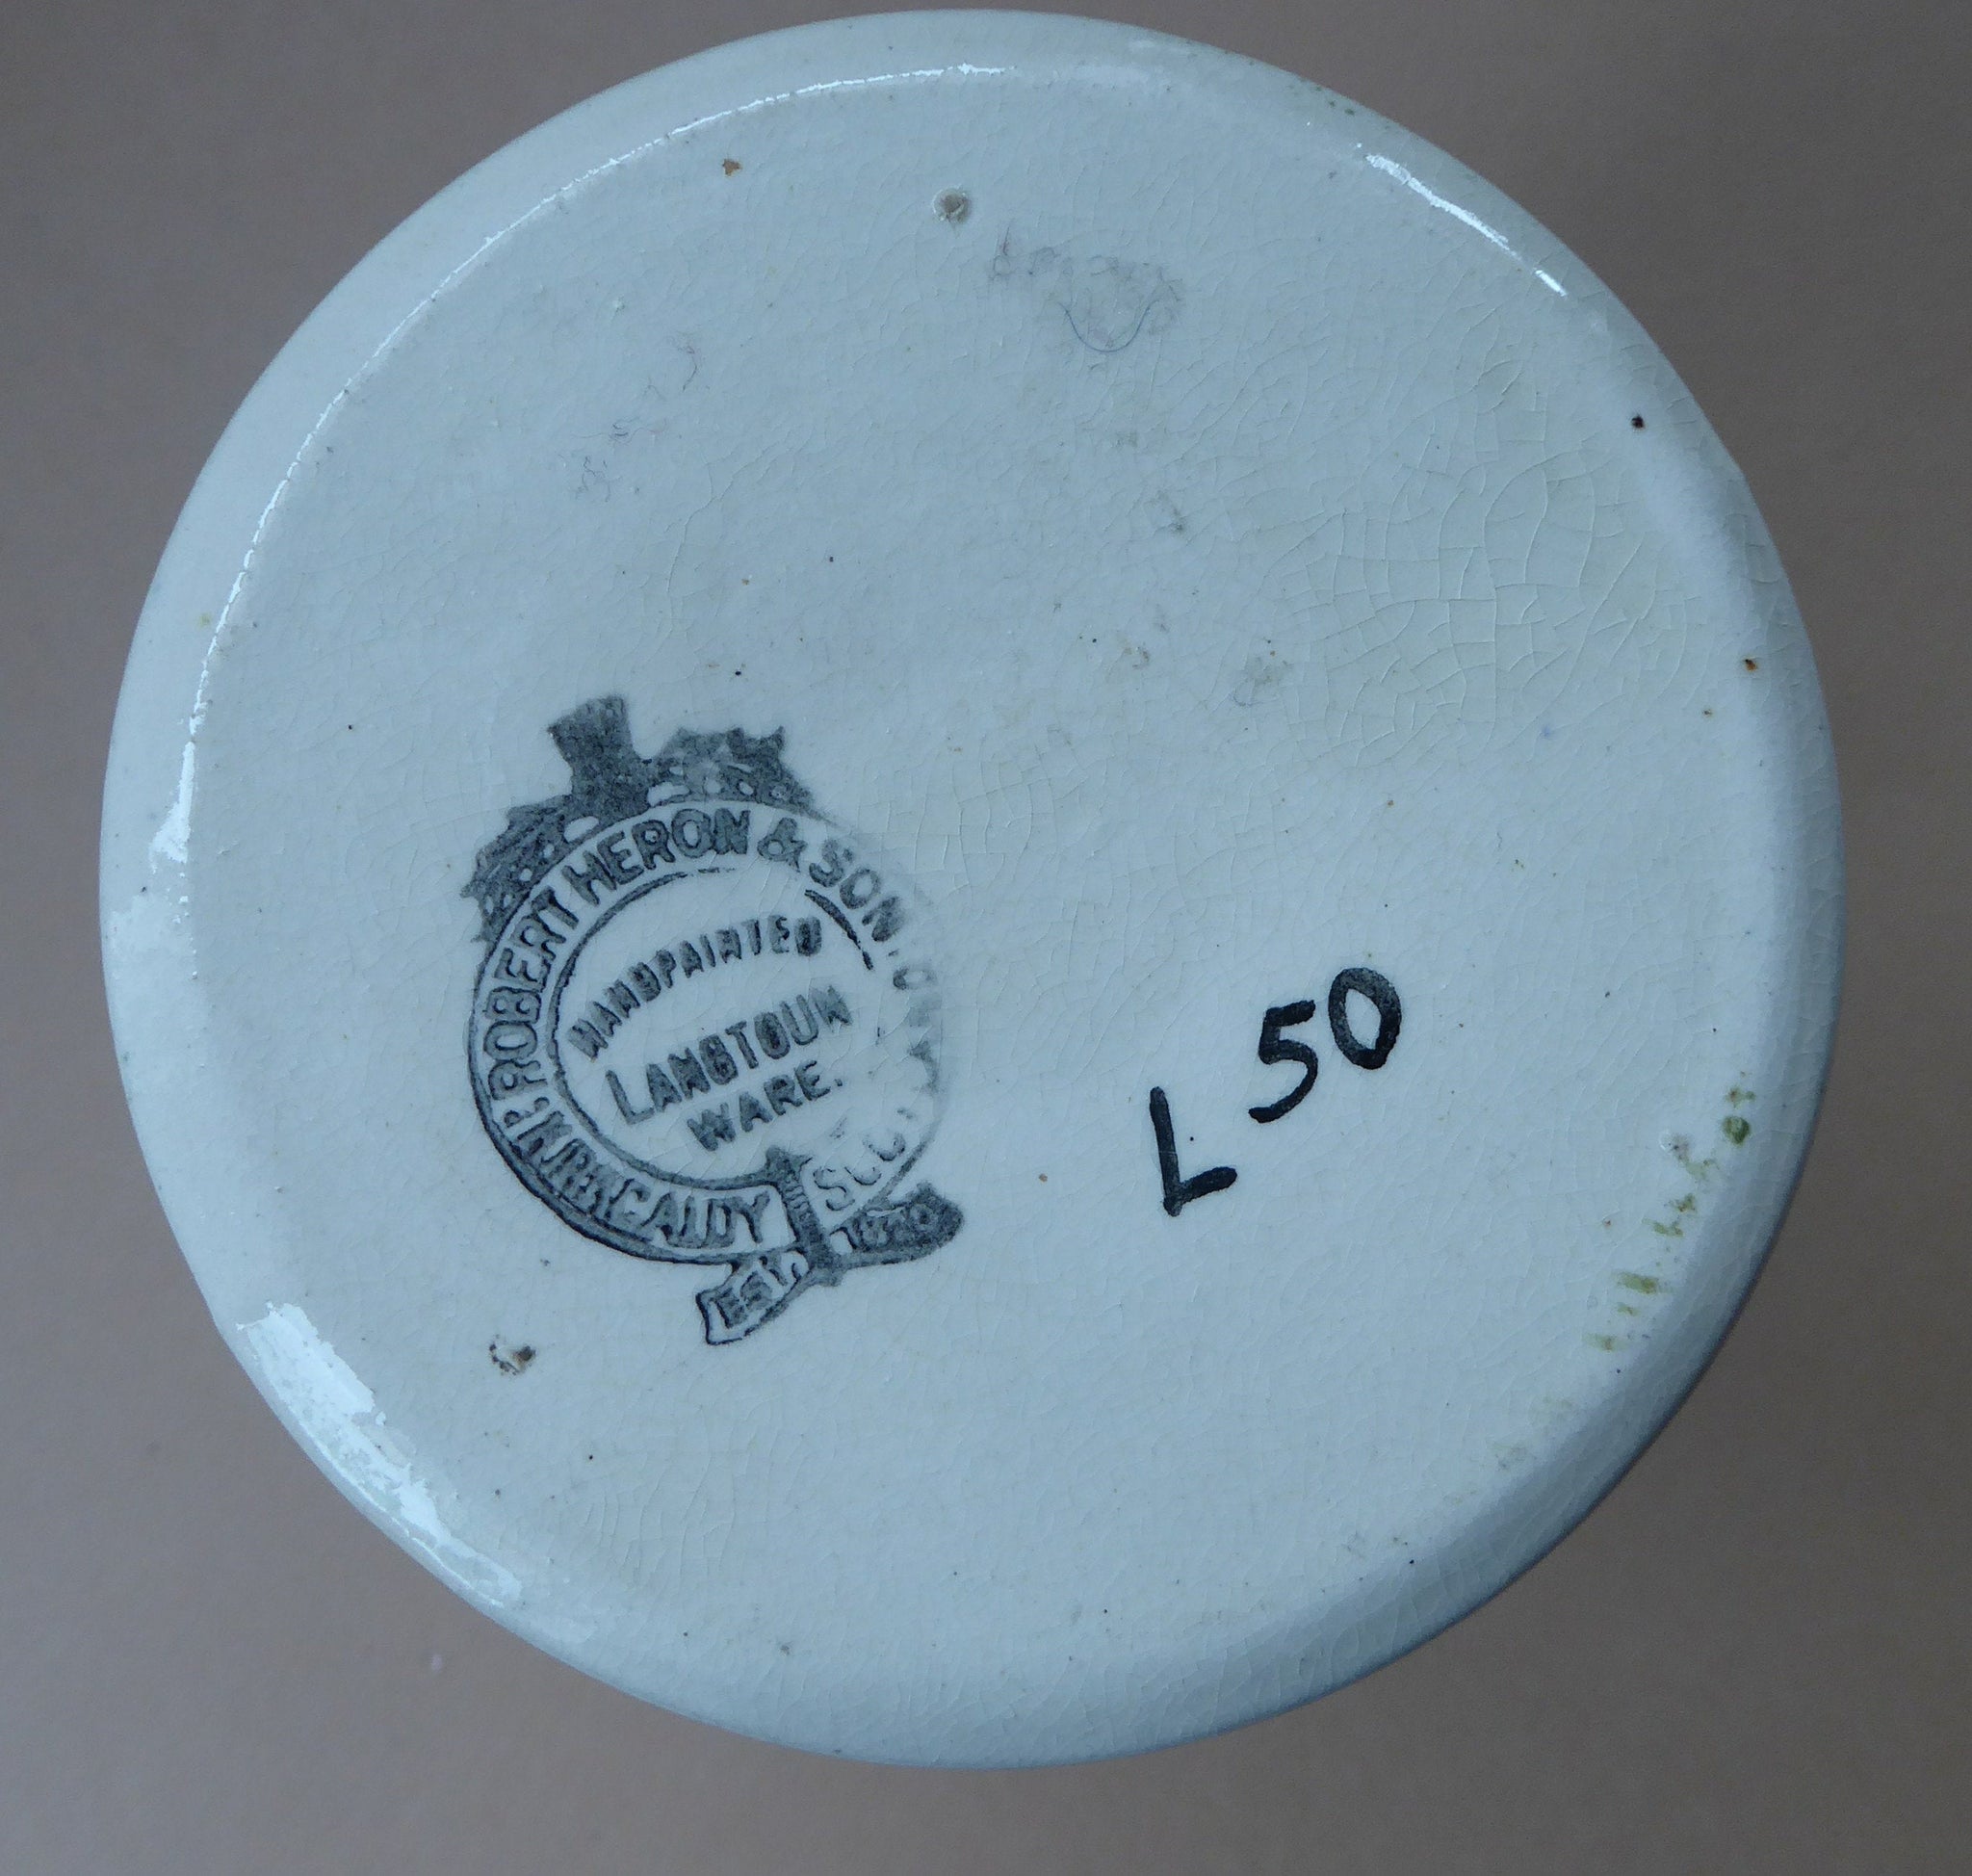 ROBERT HERON & SON.
HANDPAINTED
LANGTOUN
WARE.
KIRKCALDY
L 50